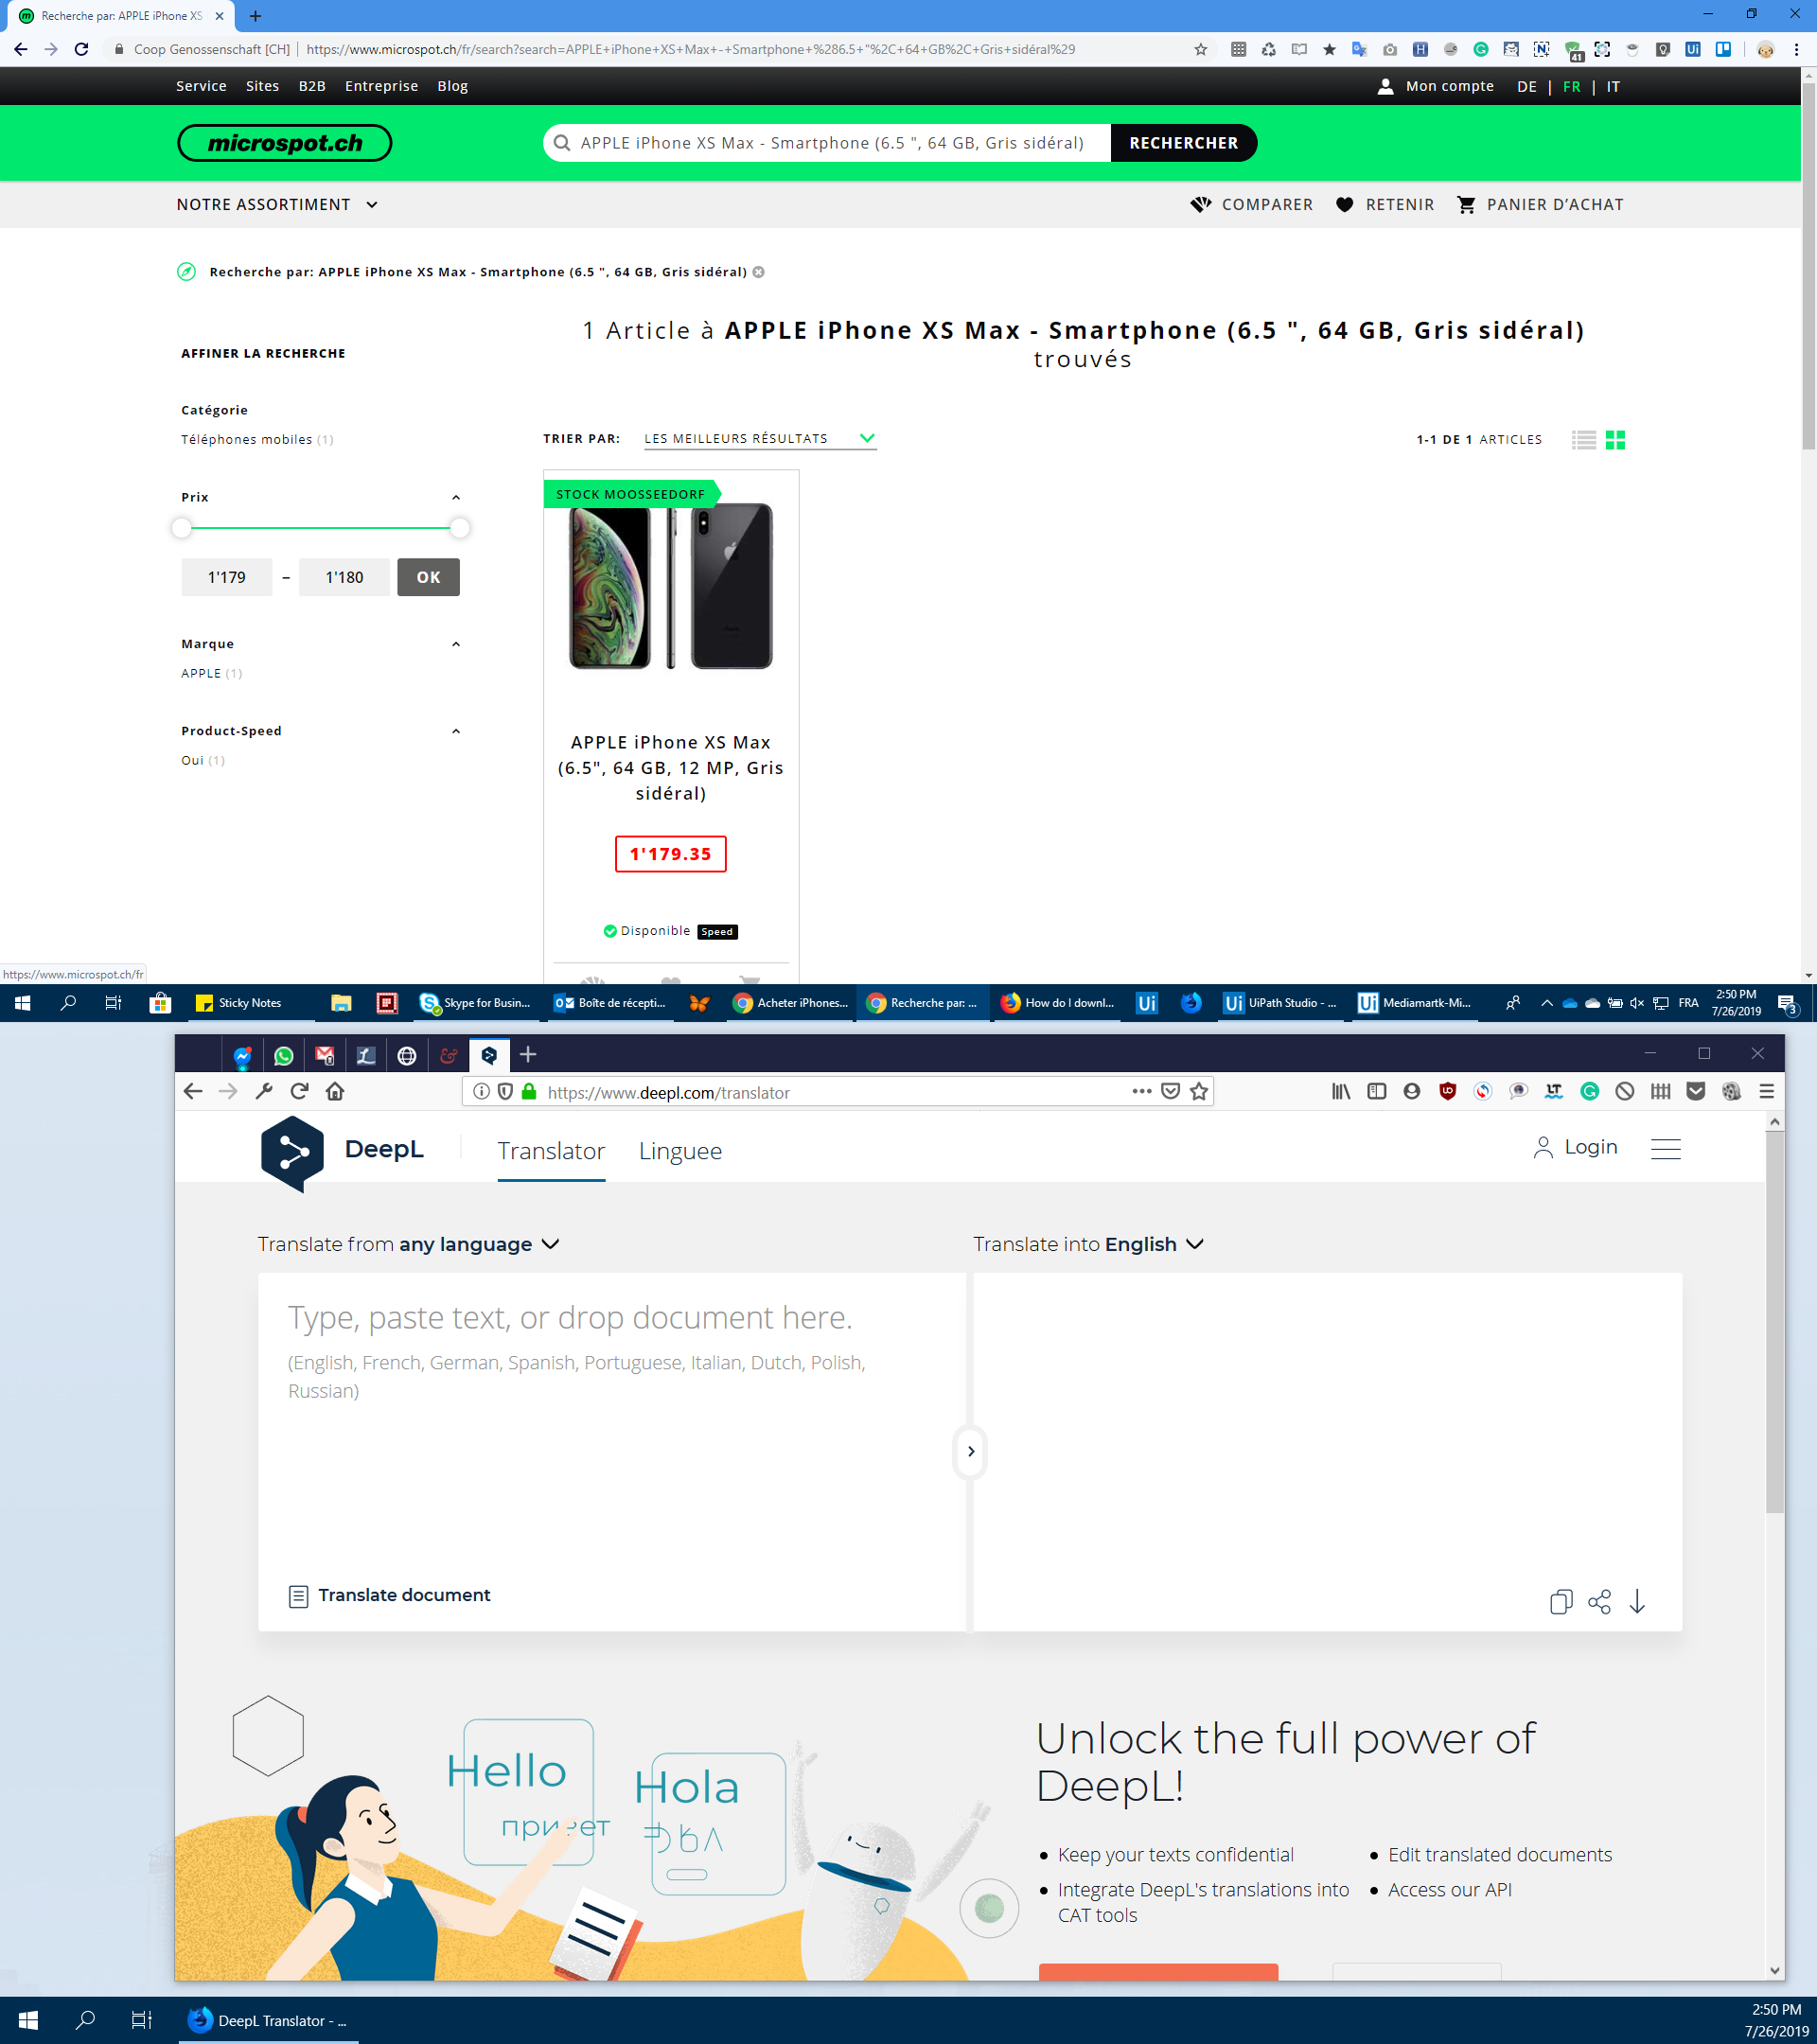 Recherche par: APPLE iPhone XS
Coop Genossenschaft [CH] | https://www.microspot.ch/fr/search?search=APPLE+iPhone+XS+Max+-+Smartphone+%286.5+"%2C+64+GB%2C+Gris+sidéral%29
41
Service Sites B2B Entreprise Blog
Mon compte DE | FR | IT
microspot.ch
APPLE iPhone XS Max - Smartphone (6.5 ", 64 GB, Gris sidéral)
RECHERCHER
NOTRE ASSORTIMENT
COMPARER RETENIR PANIER D'ACHAT
Recherche par: APPLE iPhone XS Max - Smartphone (6.5 ", 64 GB, Gris sidéral)
1 Article à APPLE iPhone XS Max - Smartphone (6.5 ", 64 GB, Gris sidéral)
trouvés
AFFINER LA RECHERCHE
Catégorie
Téléphones mobiles (1)
Prix
1'179 – 1'180 OK
Marque
APPLE (1)
Product-Speed
Oui (1)
TRIER PAR: LES MEILLEURS RÉSULTATS
1-1 DE 1 ARTICLES
STOCK MOOSSEEDORF
APPLE iPhone XS Max
(6.5", 64 GB, 12 MP, Gris
sidéral)
1'179.35
Disponible Speed
https://www.microspot.ch/fr
Sticky Notes
Skype for Busin...
Boîte de récepti...
Acheter iPhones...
Recherche par: ...
How do I downl...
Ui
UiPath Studio - ...
Mediamartk-Mi...
FRA
2:50 PM
7/26/2019
3
https://www.deepl.com/translator
DeepL
Translator Linguee
Login
Translate from any language
Translate into English
Type, paste text, or drop document here.
(English, French, German, Spanish, Portuguese, Italian, Dutch, Polish,
Russian)
Translate document
Hello
привет
Hola
Unlock the full power of
DeepL!
Keep your texts confidential
Integrate DeepL's translations into
CAT tools
Edit translated documents
Access our API
DeepL Translator - ...
2:50 PM
7/26/2019